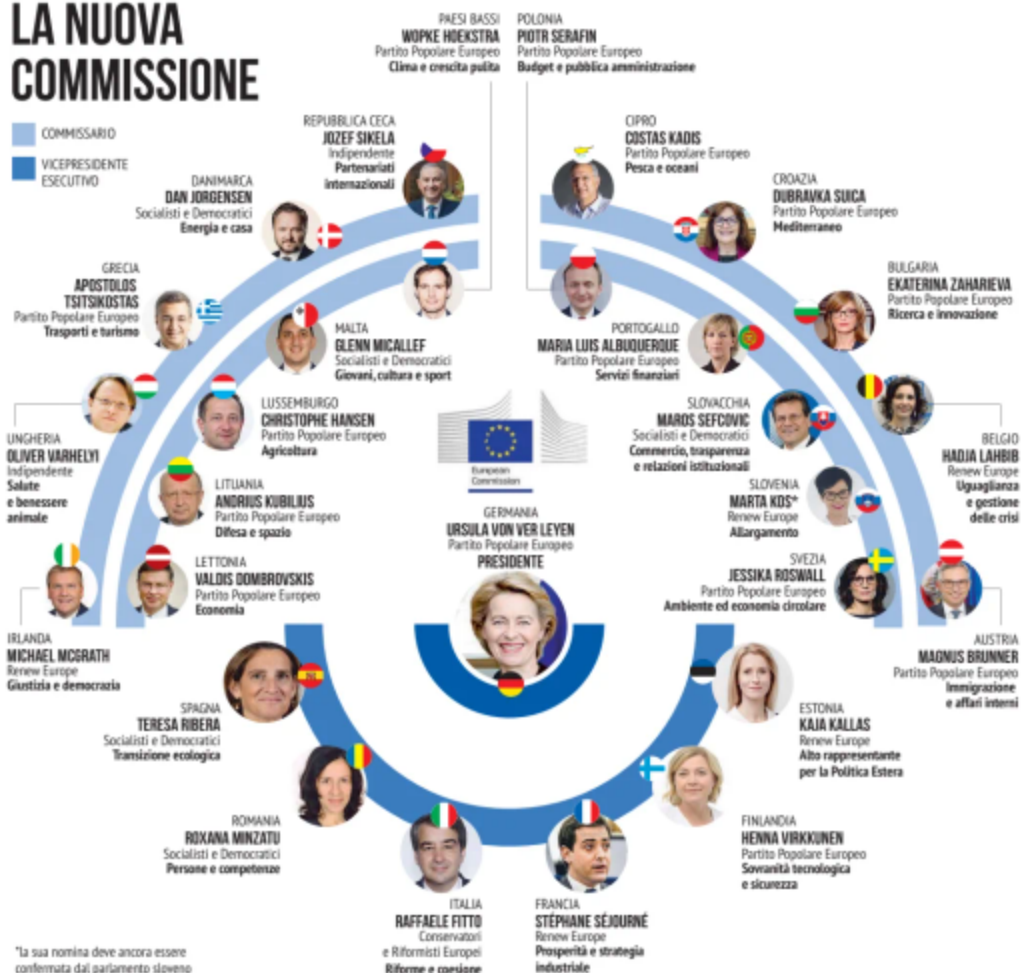 LA NUOVA
COMMISSIONE
COMMISSARIO
VICEPRESIDENTE
ESECUTIVO
PAESI BASSI
WOPKE HOEKSTRA
Partito Popolare Europeo
Clima e crescita pulita
POLONIA
PIOTR SERAFIN
Partito Popolare Europeo
Budget e pubblica amministrazione
REPUBBLICA CECA
JOZEF SIKELA
Indipendente
Partenariati
internazionali
CIPRO
COSTAS KADIS
Partito Popolare Europeo
Pesca e oceani
DANIMARCA
DAN JORGENSEN
Socialisti e Democratici
Energia e casa
CROAZIA
DUBRAVKA SUICA
Partito Popolare Europeo
Mediterraneo
GRECIA
APOSTOLOS
TSITSIKOSTAS
Partito Popolare Europeo
Trasporti e turismo
BULGARIA
EKATERINA ZAHARIEVA
Partito Popolare Europeo
Ricerca e innovazione
MALTA
GLENN MICALLEF
Socialisti e Democratici
Giovani, cultura e sport
PORTOGALLO
MARIA LUIS ALBUQUERQUE
Partito Popolare Europeo
Servizi finanziari
UNGHERIA
OLIVER VARHELYI
Indipendente
Salute
e benessere
animale
LUSSEMBURGO
CHRISTOPHE HANSEN
Partito Popolare Europeo
Agricoltura
SLOVACCHIA
MAROS SEFCOVIC
Socialisti e Democratici
Commercio, trasparenza
e relazioni istituzionali
BELGIO
HADJA LAHBIB
Renew Europe
Uguaglianza
e gestione
delle crisi
European
Commission
LITUANIA
ANDRIUS KUBILIUS
Partito Popolare Europeo
Difesa e spazio
SLOVENIA
MARTA KOS*
Renew Europe
Allargamento
GERMANIA
URSULA VON VER LEYEN
Partito Popolare Europeo
PRESIDENTE
LETTONIA
VALDIS DOMBROVSKIS
Partito Popolare Europeo
Economia
SVEZIA
JESSIKA ROSWALL
Partito Popolare Europeo
Ambiente ed economia circolare
IRLANDA
MICHAEL MCGRATH
Renew Europe
Giustizia e democrazia
AUSTRIA
MAGNUS BRUNNER
Partito Popolare Europeo
Immigrazione
e affari interni
SPAGNA
TERESA RIBERA
Socialisti e Democratici
Transizione ecologica
ESTONIA
KAJA KALLAS
Renew Europe
Alto rappresentante
per la Politica Estera
ROMANIA
ROXANA MINZATU
Socialisti e Democratici
Persone e competenze
FINLANDIA
HENNA VIRKKUNEN
Partito Popolare Europeo
Sovranità tecnologica
e sicurezza
ITALIA
RAFFAELE FITTO
Conservatori
e Riformisti Europei
Riforme e coesione
FRANCIA
STÉPHANE SÉJOURNÉ
Renew Europe
Prosperità e strategia
industriale
*la sua nomina deve ancora essere
confermata dal parlamento sloveno